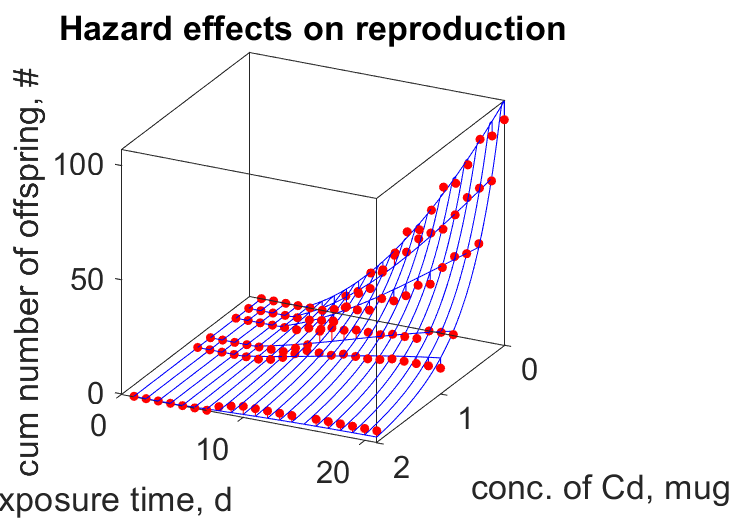 Hazard effects on reproduction
cum number of offspring, #
100
50
0
0
10
20
2
1
0
xposure time, d
conc. of Cd, mug